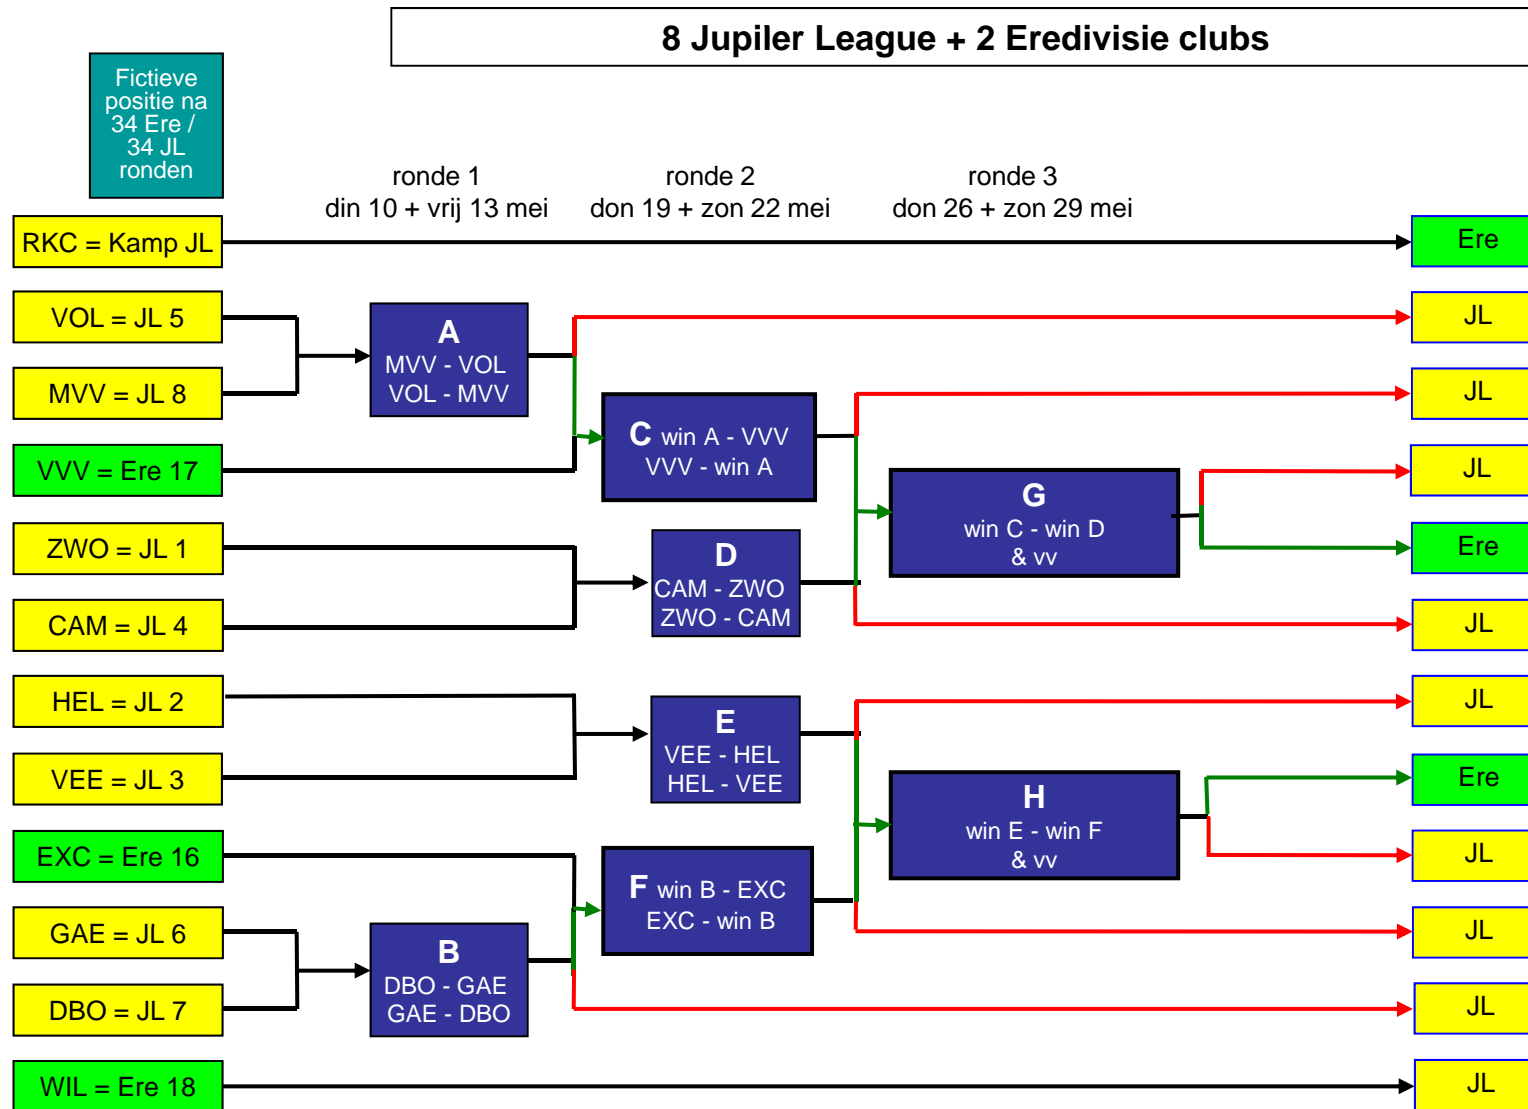 8 Jupiler League + 2 Eredivisie clubs
Fictieve
positie na
34 Ere /
34 JL
ronden
ronde 1
din 10 + vrij 13 mei
ronde 2
don 19 + zon 22 mei
ronde 3
don 26 + zon 29 mei
RKC = Kamp JL
Ere
VOL = JL 5
JL
A
MVV - VOL
VOL - MVV
MVV = JL 8
JL
C win A - VVV
VVV - win A
VVV = Ere 17
JL
G
win C - win D
& vv
ZWO = JL 1
Ere
D
CAM - ZWO
ZWO - CAM
CAM = JL 4
JL
HEL = JL 2
JL
E
VEE - HEL
HEL - VEE
VEE = JL 3
Ere
H
win E - win F
& vv
EXC = Ere 16
JL
F win B - EXC
EXC - win B
GAE = JL 6
JL
B
DBO - GAE
GAE - DBO
DBO = JL 7
JL
WIL = Ere 18
JL